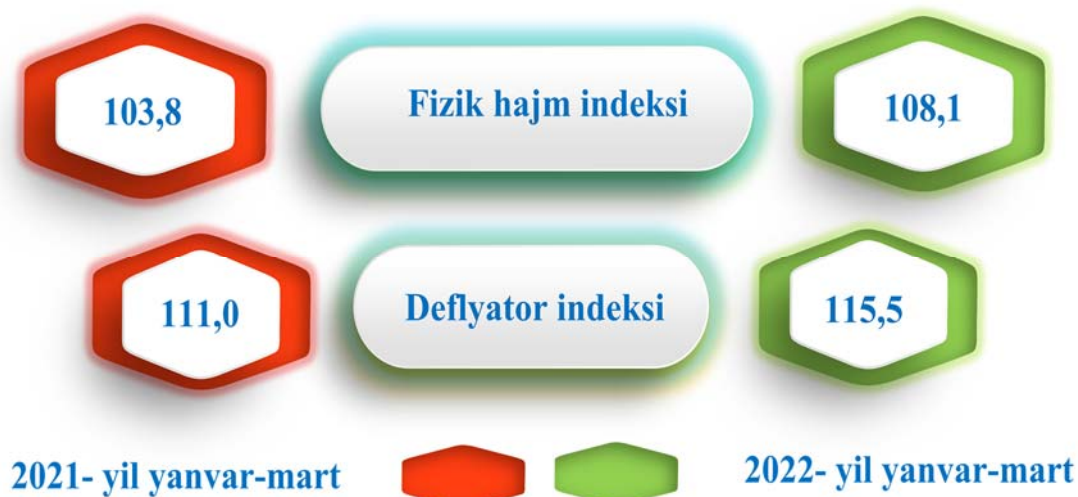 103,8
Fizik hajm indeksi
108,1
111,0
Deflyator indeksi
115,5
2021- yil yanvar-mart
2022- yil yanvar-mart